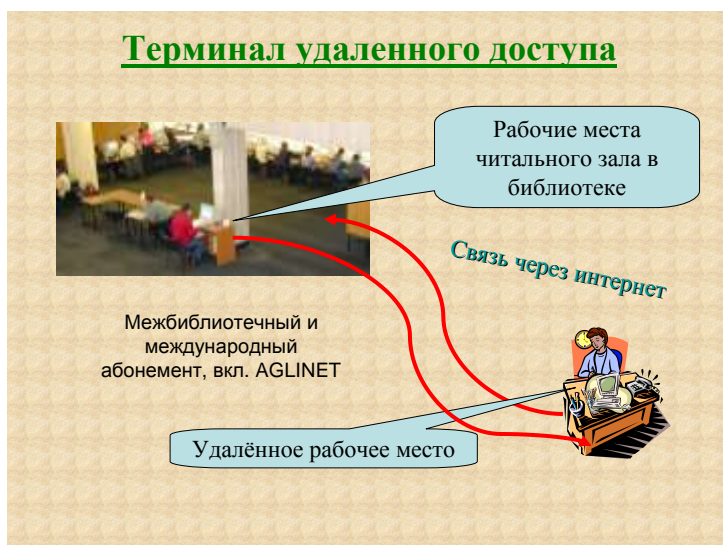 Терминал удаленного доступа
Рабочие места
читального зала в
библиотеке
Связь через интернет
Межбиблиотечный и
международный
абонемент, вкл. AGLINET
Удалённое рабочее место